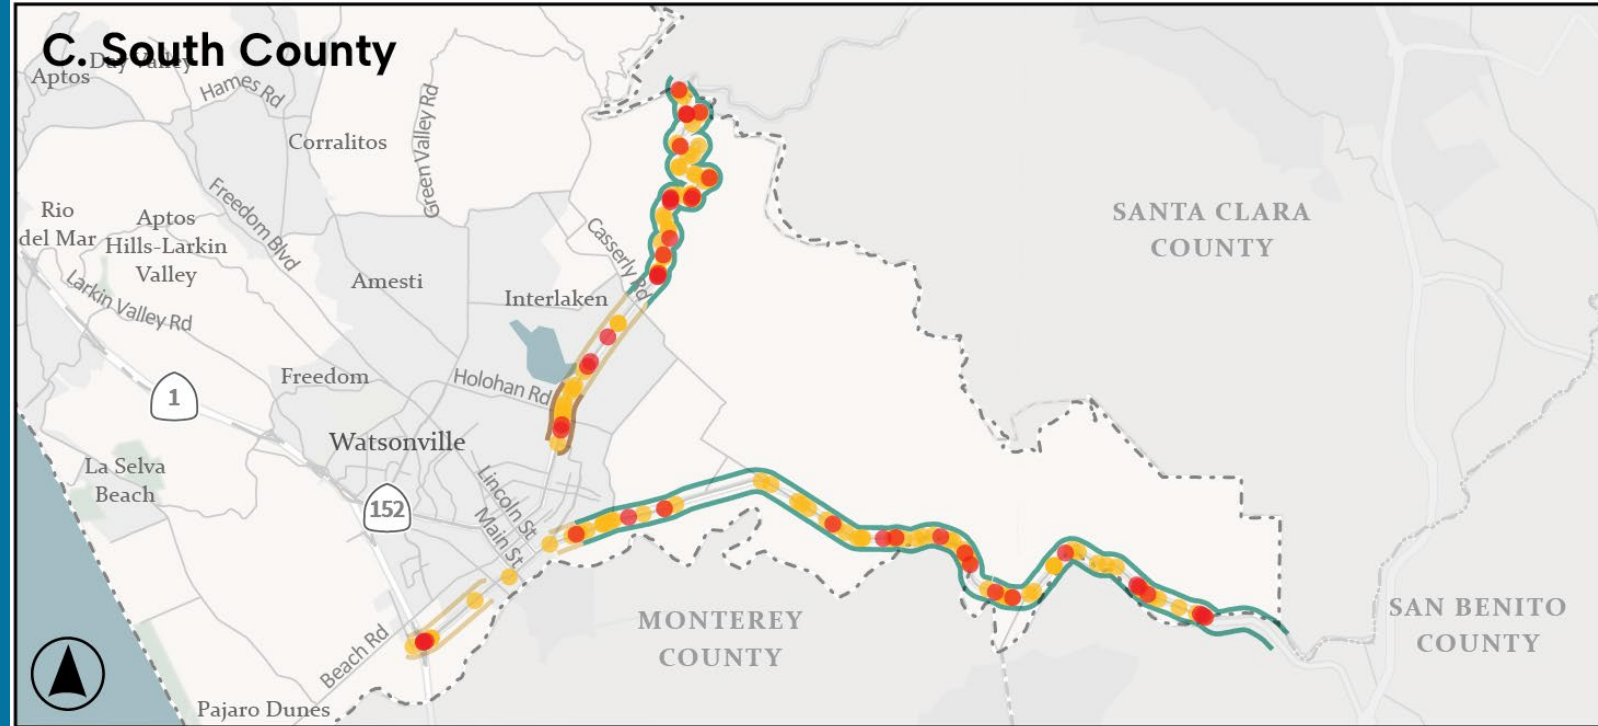 C. South County
Day Valley
Aptos
Hames Rd
Corralitos
Green Valley Rd
Rio
del Mar
Aptos
Hills-Larkin
Valley
Freedom Blvd
Casserly Rd
SANTA CLARA
COUNTY
Larkin Valley Rd
Amesti
Interlaken
1
Freedom
Holohan Rd
Watsonville
La Selva
Beach
152
Lincoln St
Main St
Beach Rd
MONTEREY
COUNTY
SAN BENITO
COUNTY
Pajaro Dunes